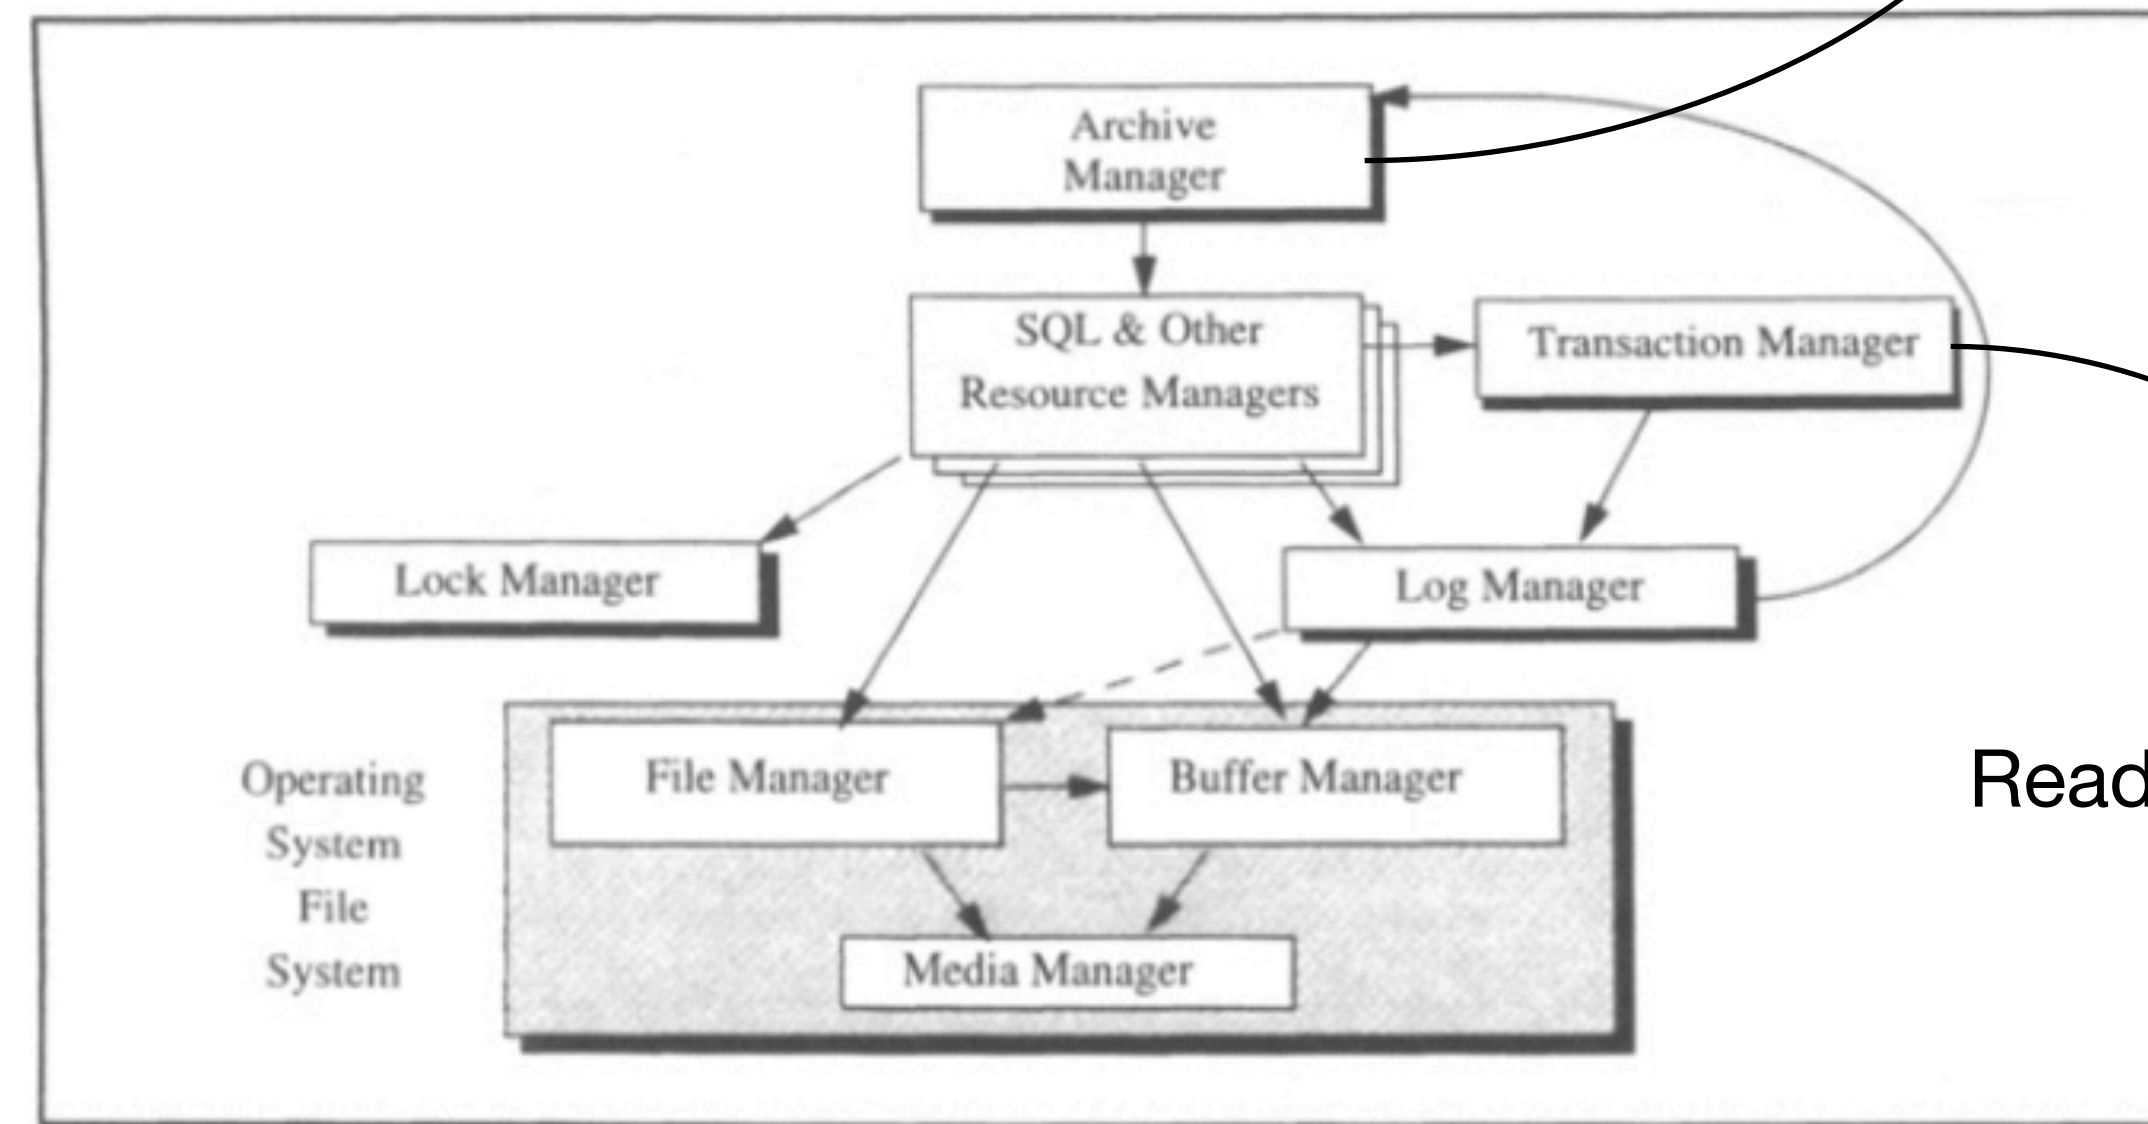 Archive
Manager
SQL & Other
Resource Managers
Transaction Manager
Lock Manager
Log Manager
File Manager
Buffer Manager
Operating
System
File
System
Media Manager
Read